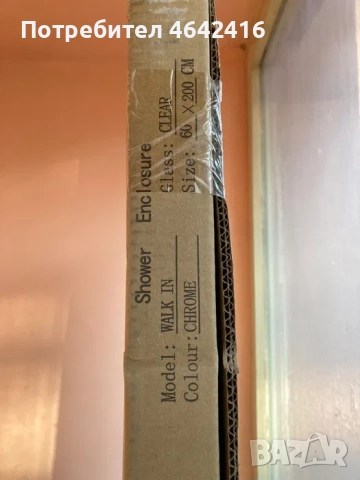 Потребител 4642416
Shower Enclosure
Model: WALK IN Glass: CLEAR
Colour: CHROME Size: 60 × 200 CM
BAZAR